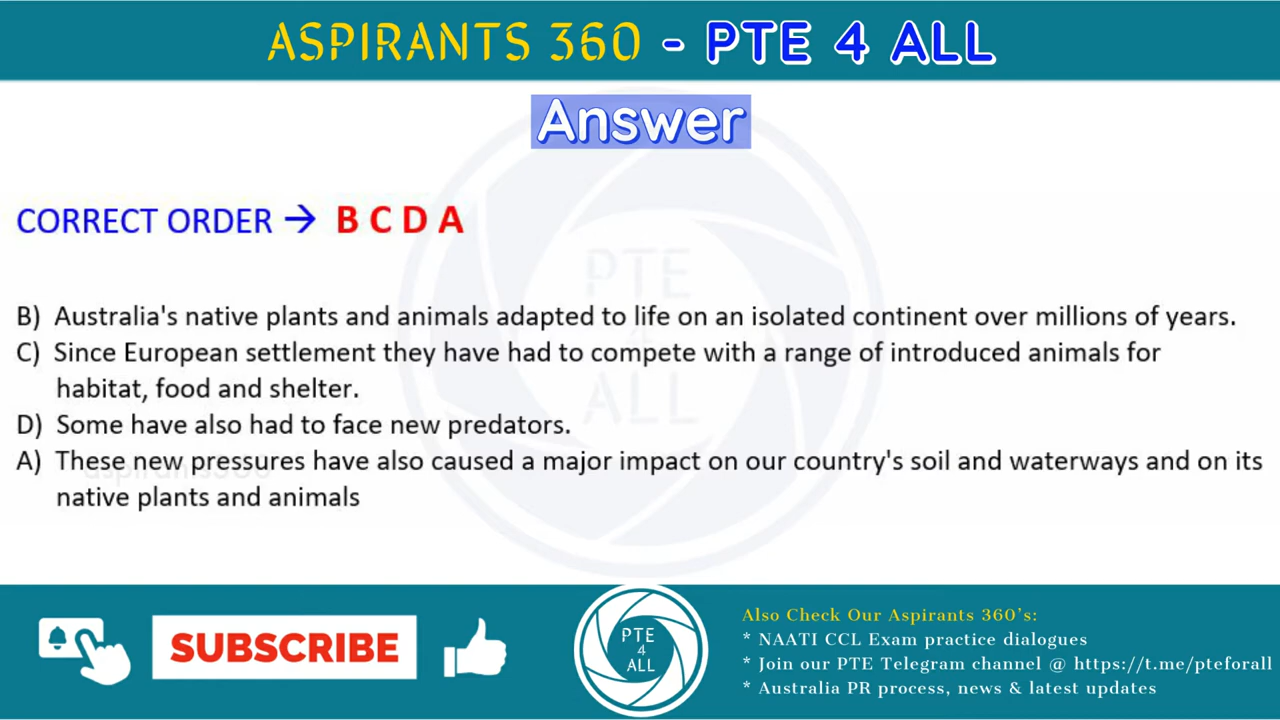 ASPIRANTS 360 - PTE 4 ALL
Answer
CORRECT ORDER → B C D A
B) Australia's native plants and animals adapted to life on an isolated continent over millions of years.
C) Since European settlement they have had to compete with a range of introduced animals for
habitat, food and shelter.
D) Some have also had to face new predators.
A) These new pressures have also caused a major impact on our country's soil and waterways and on its
native plants and animals
PTE
4
ALL
aspirants360
SUBSCRIBE
PTE
4
ALL
Also Check Our Aspirants 360's:
* NAATI CCL Exam practice dialogues
* Join our PTE Telegram channel @ https://t.me/pteforall
* Australia PR process, news & latest updates